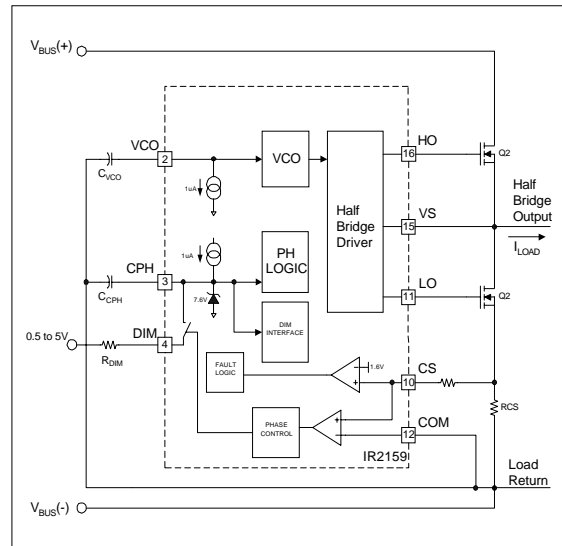 VBUS(+)
VCO
2
CVCO
1uA
VCO
HO
16
Q2
Half
Bridge
Driver
VS
15
Half
Bridge
Output
ILOAD
1uA
CPH
3
CCPH
7.6V
PH
LOGIC
LO
11
Q2
0.5 to 5V
DIM
4
RDIM
DIM
INTERFACE
FAULT
LOGIC
1.6V
CS
10
RCS
PHASE
CONTROL
COM
12
IR2159
Load
Return
VBUS(-)